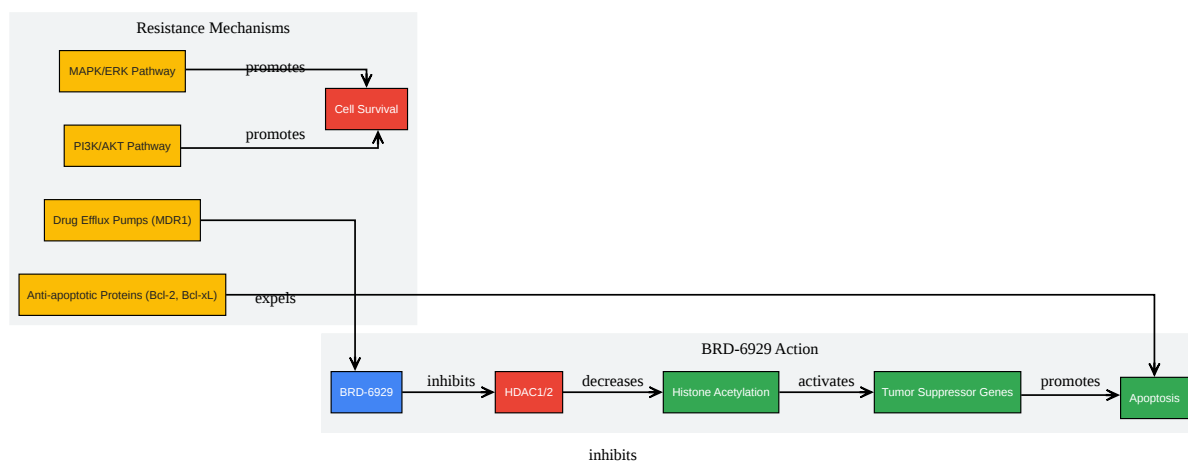 Resistance Mechanisms
MAPK/ERK Pathway
promotes
Cell Survival
PI3K/AKT Pathway
promotes
Drug Efflux Pumps (MDR1)
Anti-apoptotic Proteins (Bcl-2, Bcl-xL)
expels
BRD-6929 Action
BRD-6929
inhibits
HDAC1/2
decreases
Histone Acetylation
activates
Tumor Suppressor Genes
promotes
Apoptosis
inhibits